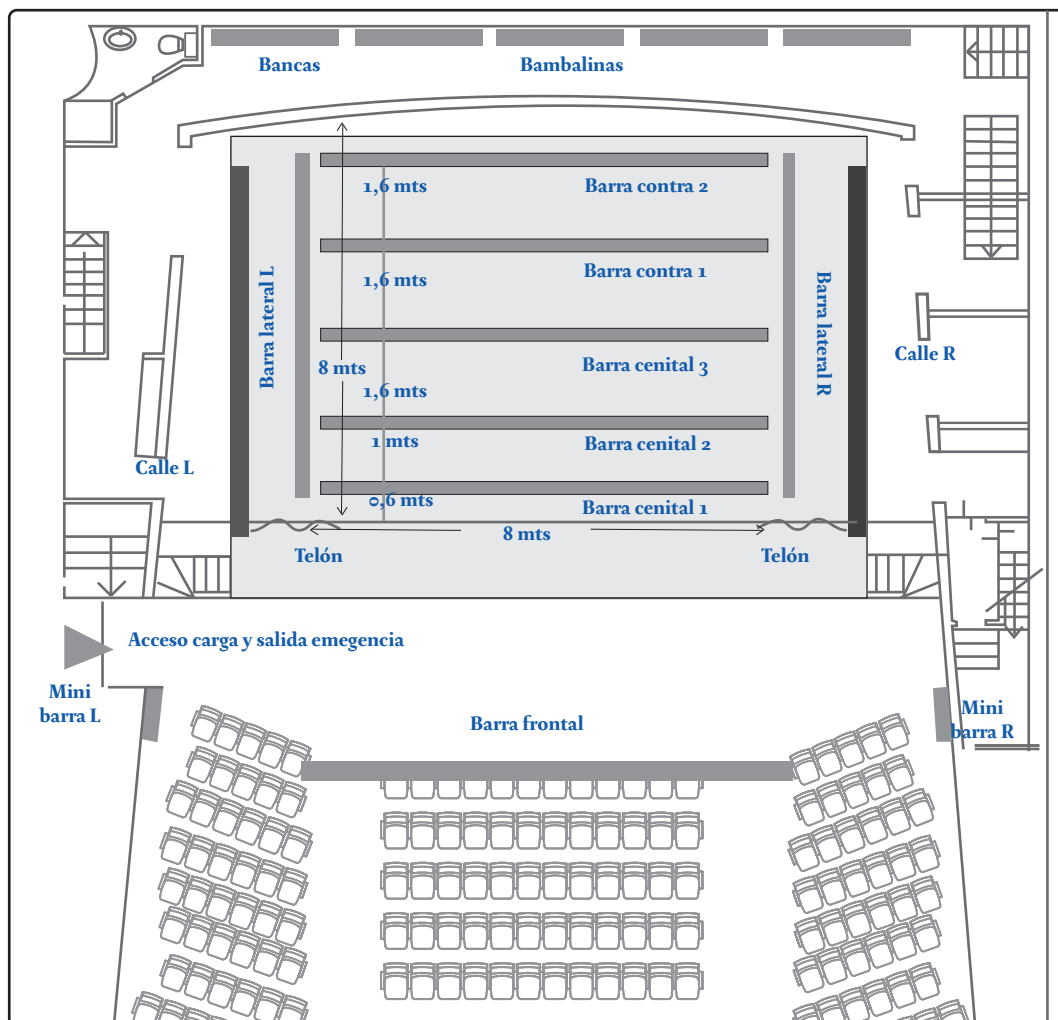 Bancas
Bambalinas
1,6 mts
Barra contra 2
1,6 mts
Barra contra 1
Barra lateral L
Barra lateral R
8 mts
Barra cenital 3
Calle R
1,6 mts
1 mts
Barra cenital 2
Calle L
0,6 mts
Barra cenital 1
8 mts
Telón
Telón
Acceso carga y salida emegencia
Mini
barra L
Barra frontal
Mini
barra R